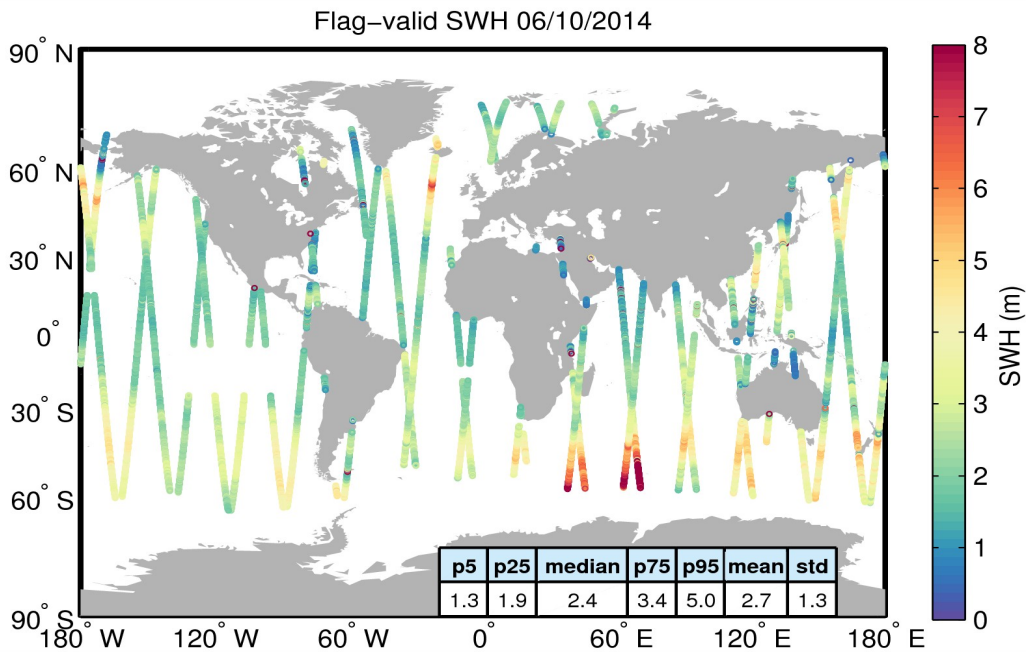 Flag−valid SWH 06/10/2014
90° N
60° N
30° N
0°
30° S
60° S
90° S
180° W
120° W
60° W
0°
60° E
120° E
180° E
p5 p25 median p75 p95 mean std
1.3 1.9 2.4 3.4 5.0 2.7 1.3
8
7
6
5
4
3
2
1
0
SWH (m)